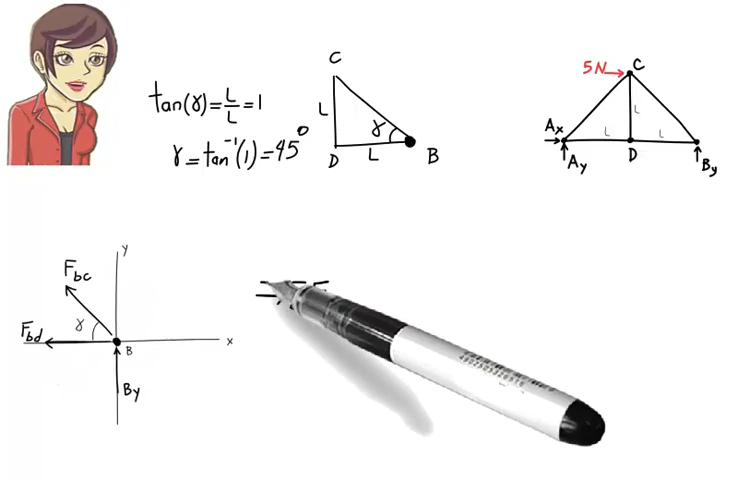 tan(γ) = L/L = 1
γ = tan⁻¹(1) = 45°
C
L
γ
D
L
B
5N
C
L
Ax
L
L
Ay
D
By
y
Fbc
γ
Fbd
B
x
By